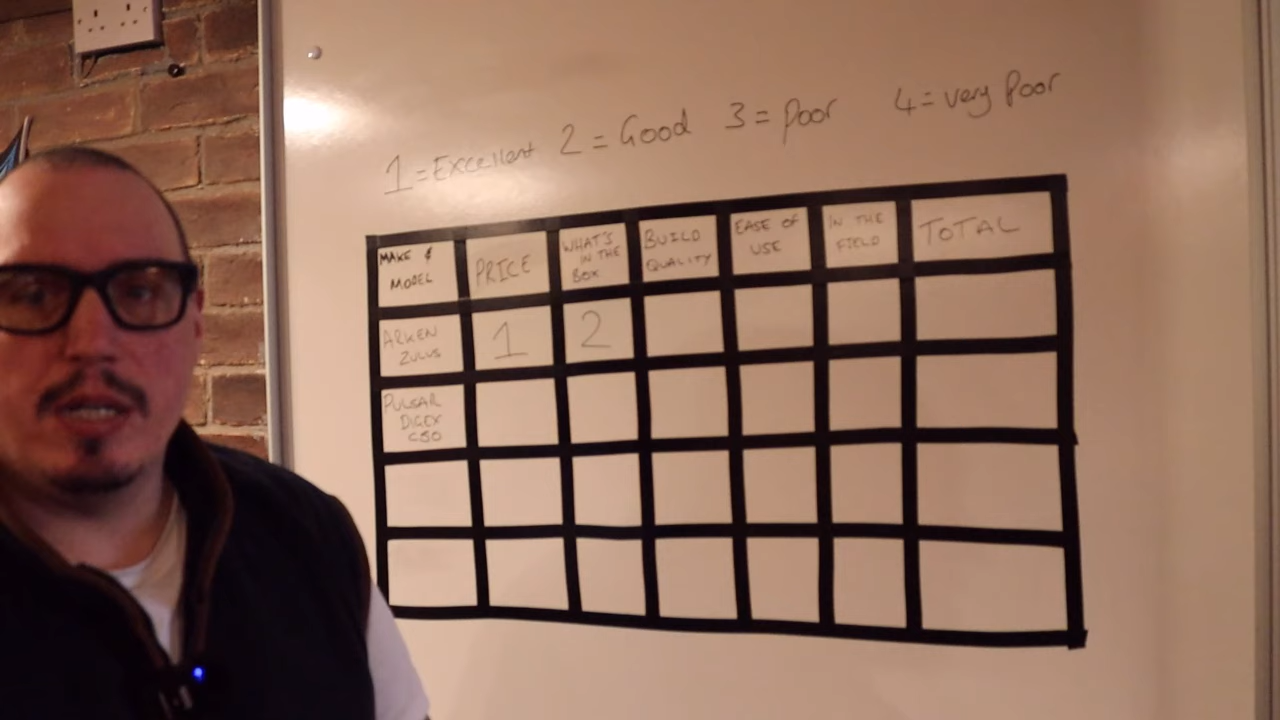 1=Excellent 2=Good 3=Poor 4=very Poor
MAKE &
MODEL
PRICE
WHAT'S
IN THE
BOX
BUILD
QUALITY
EASE OF
USE
IN THE
FIELD
TOTAL
ARKEN
ZULUS
1
2
PULSAR
DIGEX
C50